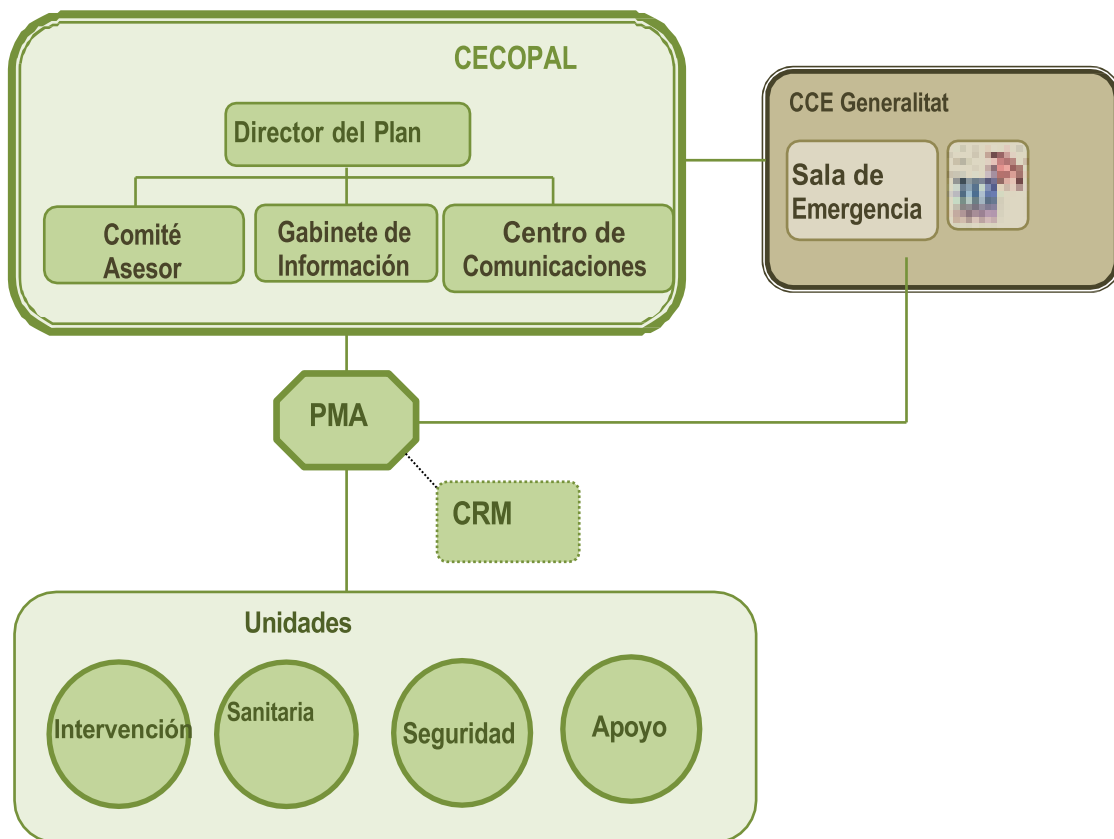 CECOPAL
Director del Plan
Comité
Asesor
Gabinete de
Información
Centro de
Comunicaciones
CCE Generalitat
Sala de
Emergencia
PMA
CRM
Unidades
Intervención
Sanitaria
Seguridad
Apoyo